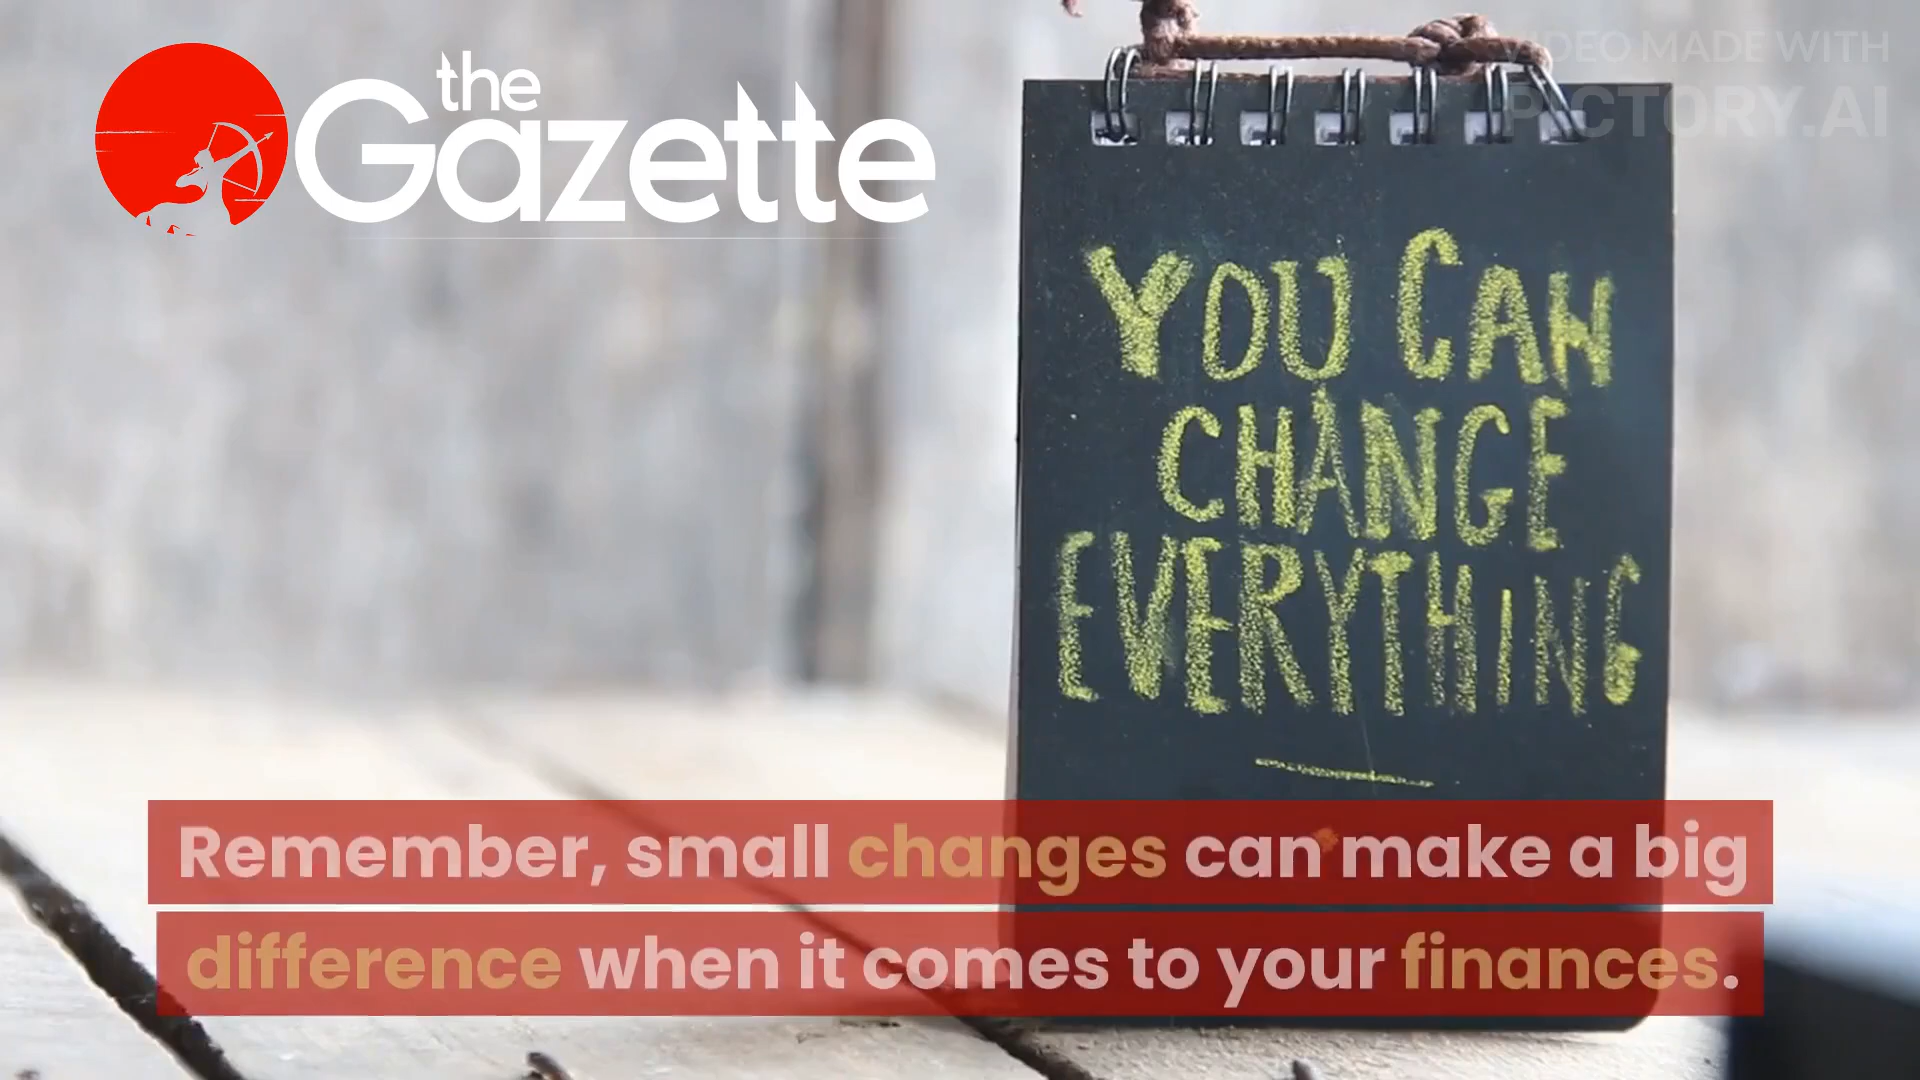 the
Gazette
VIDEO MADE WITH
PICTORY.AI
YOU CAN
CHANGE
EVERYTHING
Remember, small changes can make a big
difference when it comes to your finances.